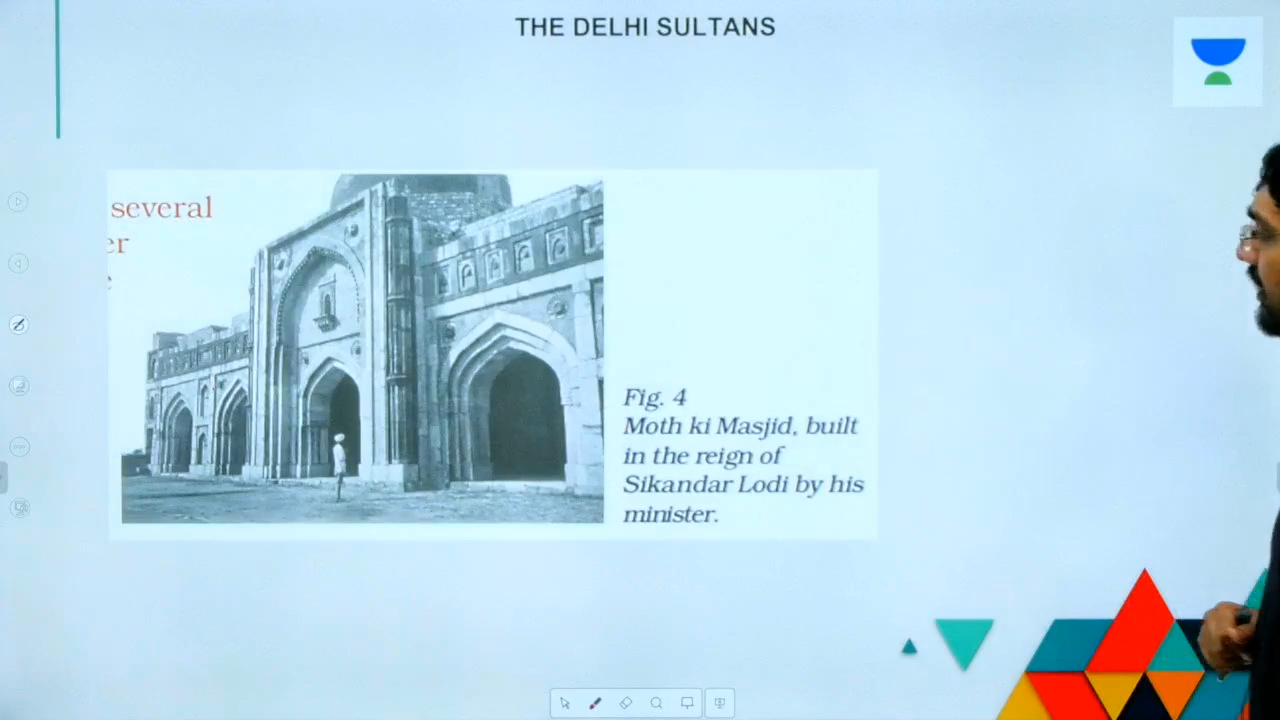 THE DELHI SULTANS
several
er
Fig. 4
Moth ki Masjid, built
in the reign of
Sikandar Lodi by his
minister.